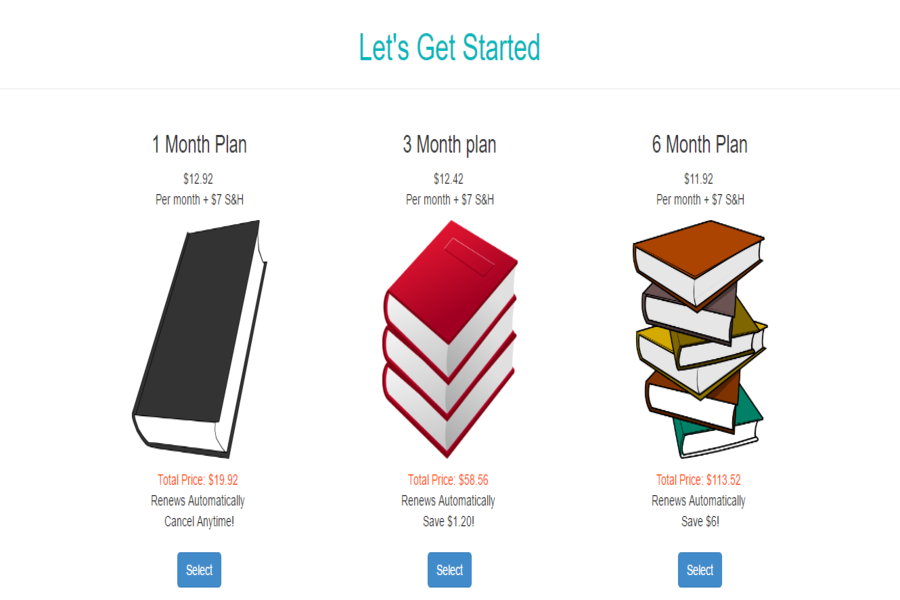 Let's Get Started
1 Month Plan
$12.92
Per month + $7 S&H
Total Price: $19.92
Renews Automatically
Cancel Anytime!
Select
3 Month plan
$12.42
Per month + $7 S&H
Total Price: $58.56
Renews Automatically
Save $1.20!
Select
6 Month Plan
$11.92
Per month + $7 S&H
Total Price: $113.52
Renews Automatically
Save $6!
Select